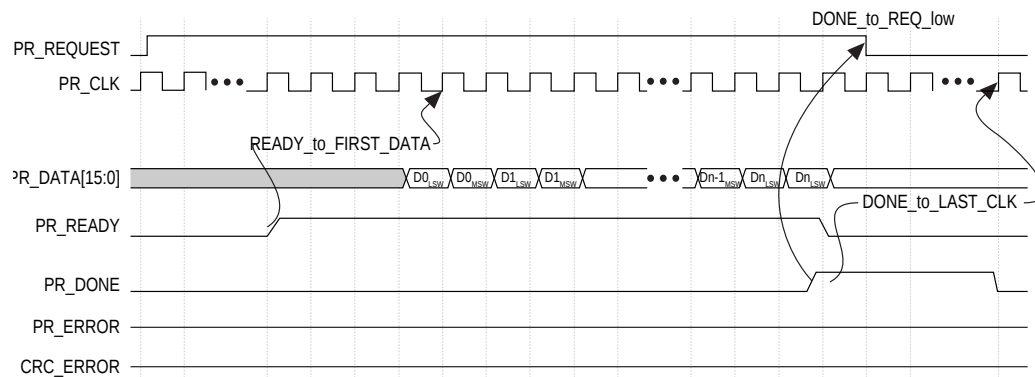 DONE_to_REQ_low
PR_REQUEST
PR_CLK
READY_to_FIRST_DATA
PR_DATA[15:0] D0LSW D0MSW D1LSW D1MSW Dn-1MSW DnLSW DnLSW
DONE_to_LAST_CLK
PR_READY
PR_DONE
PR_ERROR
CRC_ERROR